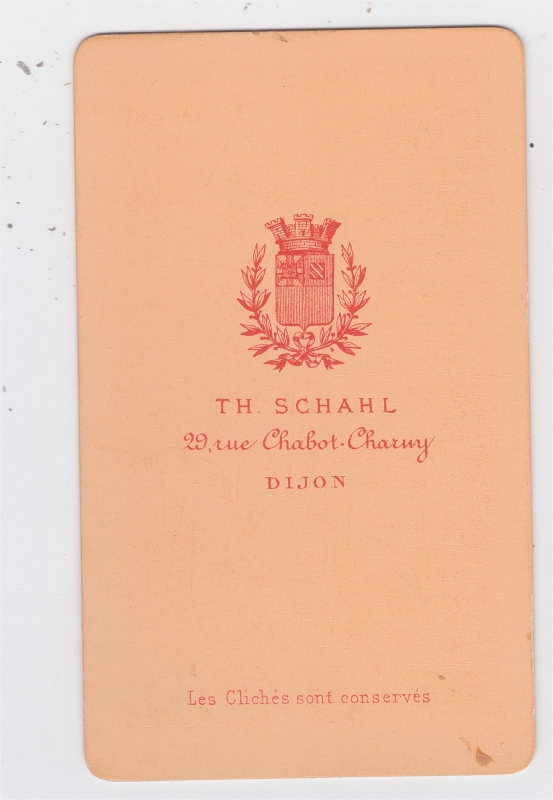 TH. SCHAHL
29, rue Chabot-Charny
DIJON
Les Clichés sont conservés